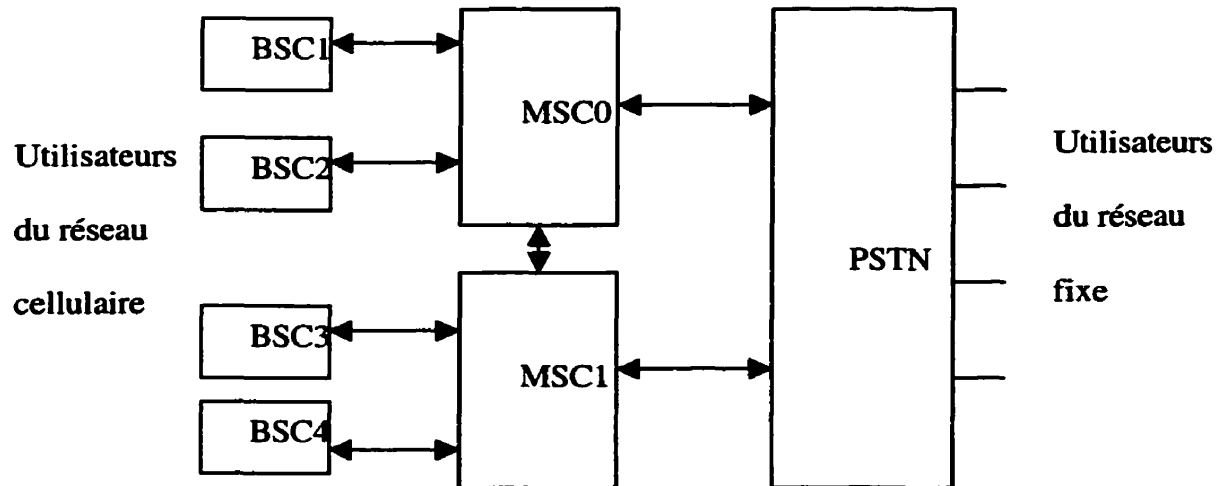 BSC1
BSC2
MSC0
Utilisateurs
du réseau
cellulaire
BSC3
BSC4
MSC1
PSTN
Utilisateurs
du réseau
fixe